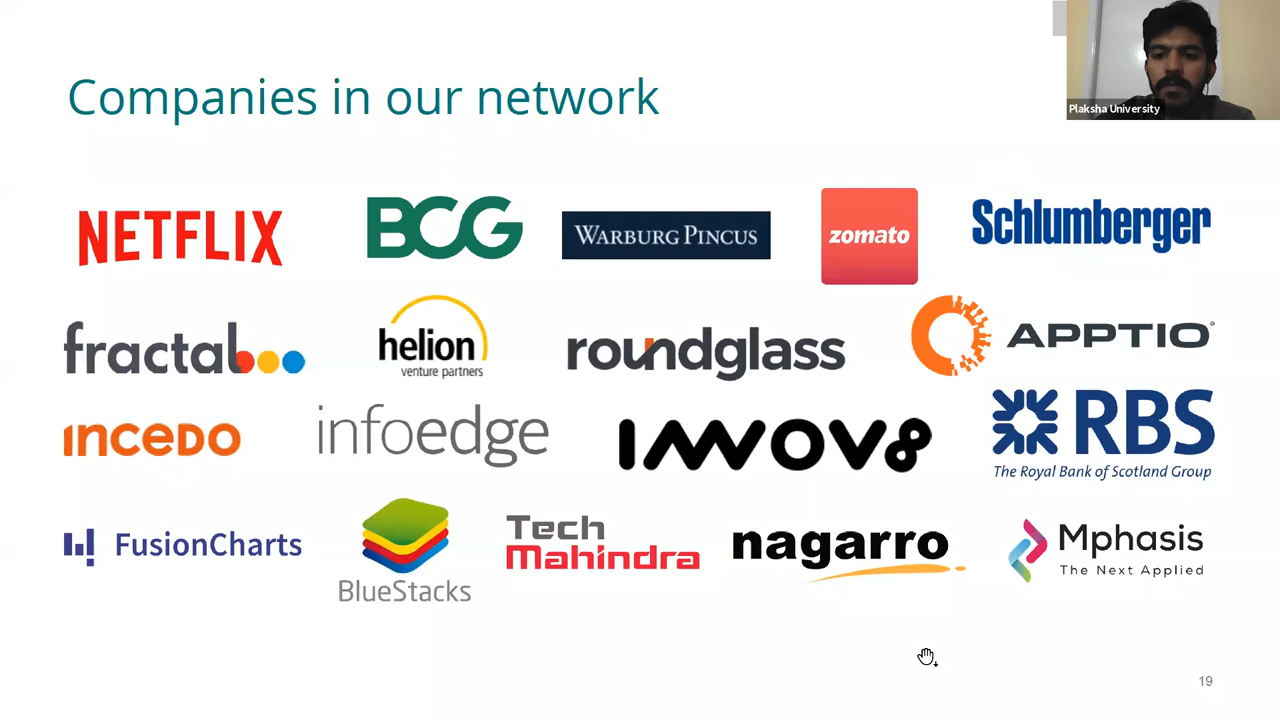 Companies in our network
Plaksha University
NETFLIX
BCG
WARBURG PINCUS
zomato
Schlumberger
fractal
helion
venture partners
roundglass
APPTIO
INCEDO
infoedge
INNOV8
RBS
The Royal Bank of Scotland Group
FusionCharts
BlueStacks
Tech
Mahindra
nagarro
Mphasis
The Next Applied
19